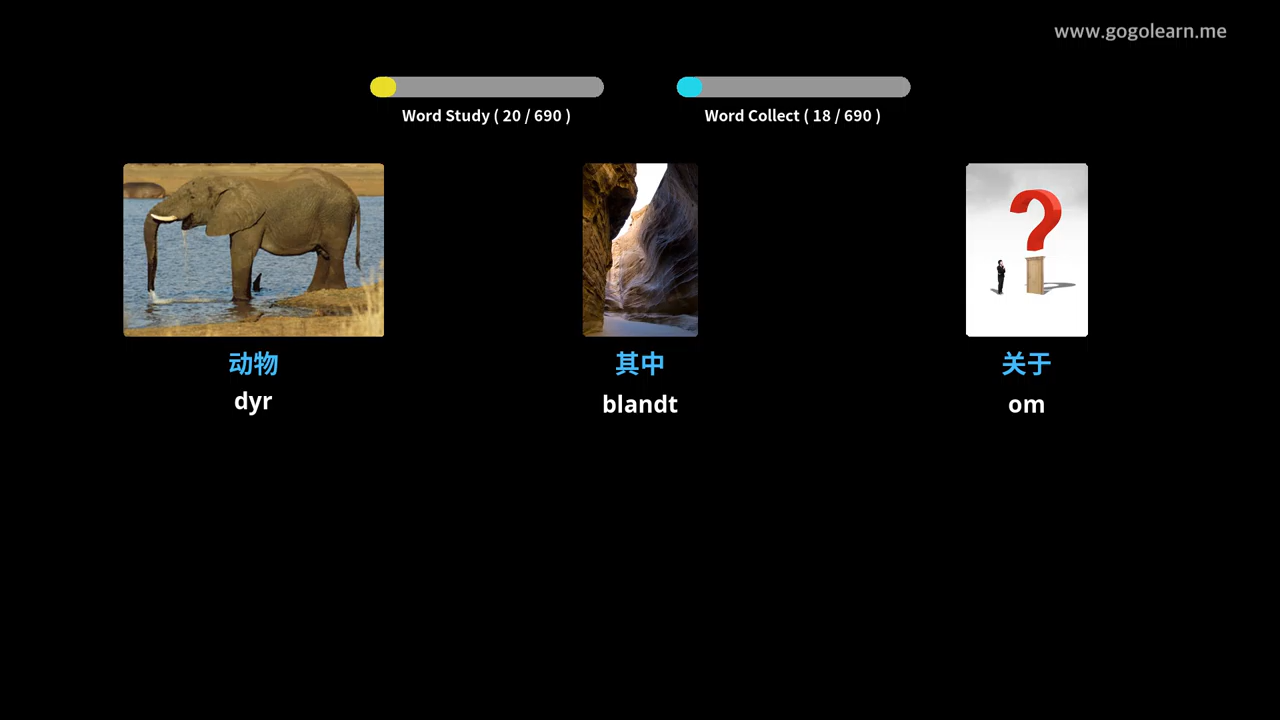 www.gogolearn.me
Word Study ( 20 / 690 )
Word Collect ( 18 / 690 )
动物
其中
关于
dyr
blandt
om